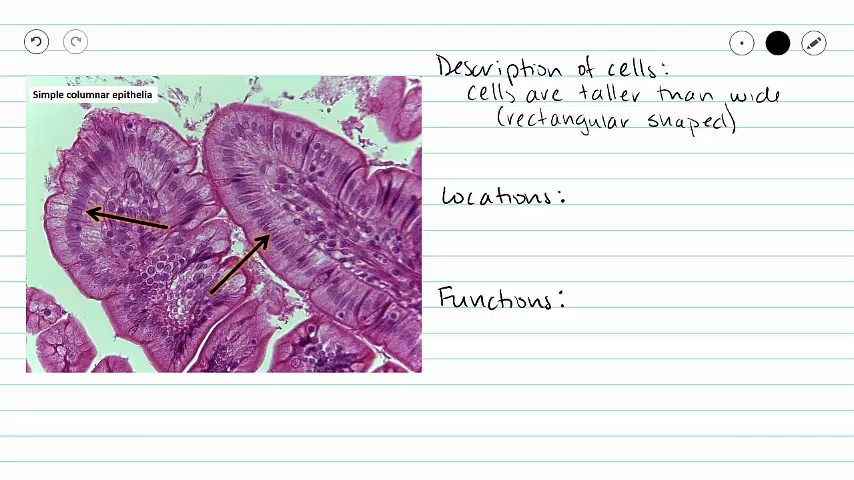 Simple columnar epithelia
Description of cells:
cells are taller than wide
(rectangular shaped)
Locations:
Functions: